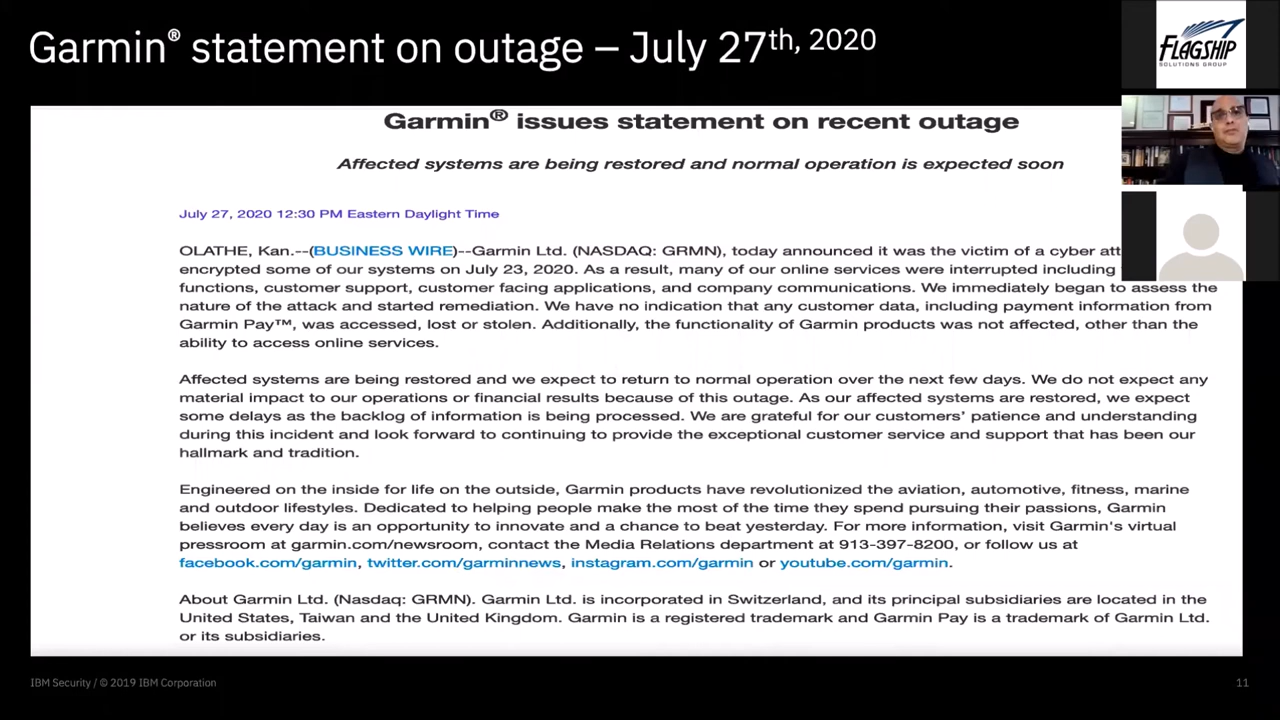 Garmin® statement on outage – July 27th, 2020
FLAGSHIP
SOLUTIONS GROUP
Garmin® issues statement on recent outage
Affected systems are being restored and normal operation is expected soon
July 27, 2020 12:30 PM Eastern Daylight Time
OLATHE, Kan.--(BUSINESS WIRE)--Garmin Ltd. (NASDAQ: GRMN), today announced it was the victim of a cyber att
encrypted some of our systems on July 23, 2020. As a result, many of our online services were interrupted including
functions, customer support, customer facing applications, and company communications. We immediately began to assess the
nature of the attack and started remediation. We have no indication that any customer data, including payment information from
Garmin Pay™, was accessed, lost or stolen. Additionally, the functionality of Garmin products was not affected, other than the
ability to access online services.
Affected systems are being restored and we expect to return to normal operation over the next few days. We do not expect any
material impact to our operations or financial results because of this outage. As our affected systems are restored, we expect
some delays as the backlog of information is being processed. We are grateful for our customers' patience and understanding
during this incident and look forward to continuing to provide the exceptional customer service and support that has been our
hallmark and tradition.
Engineered on the inside for life on the outside, Garmin products have revolutionized the aviation, automotive, fitness, marine
and outdoor lifestyles. Dedicated to helping people make the most of the time they spend pursuing their passions, Garmin
believes every day is an opportunity to innovate and a chance to beat yesterday. For more information, visit Garmin's virtual
pressroom at garmin.com/newsroom, contact the Media Relations department at 913-397-8200, or follow us at
facebook.com/garmin, twitter.com/garminnews, instagram.com/garmin or youtube.com/garmin.
About Garmin Ltd. (Nasdaq: GRMN). Garmin Ltd. is incorporated in Switzerland, and its principal subsidiaries are located in the
United States, Taiwan and the United Kingdom. Garmin is a registered trademark and Garmin Pay is a trademark of Garmin Ltd.
or its subsidiaries.
IBM Security / © 2019 IBM Corporation
11